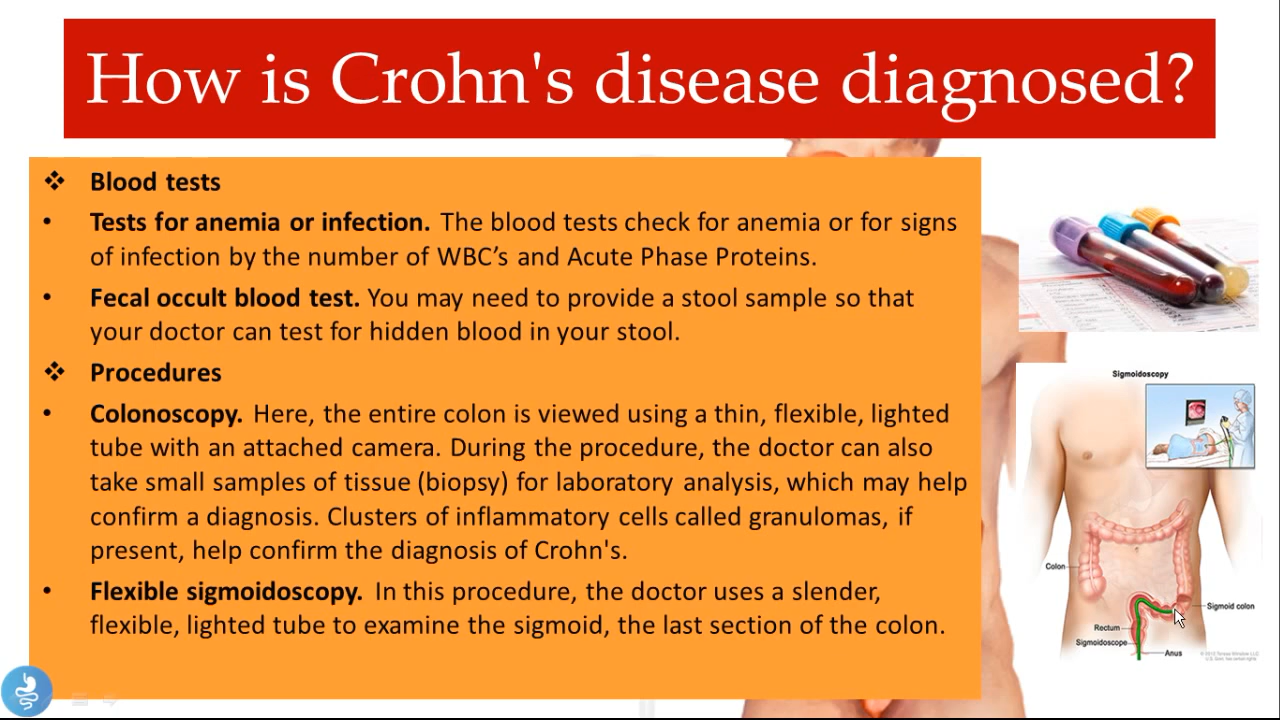 How is Crohn's disease diagnosed?
❖ Blood tests
• Tests for anemia or infection. The blood tests check for anemia or for signs
of infection by the number of WBC’s and Acute Phase Proteins.
• Fecal occult blood test. You may need to provide a stool sample so that
your doctor can test for hidden blood in your stool.
❖ Procedures
• Colonoscopy. Here, the entire colon is viewed using a thin, flexible, lighted
tube with an attached camera. During the procedure, the doctor can also
take small samples of tissue (biopsy) for laboratory analysis, which may help
confirm a diagnosis. Clusters of inflammatory cells called granulomas, if
present, help confirm the diagnosis of Crohn's.
• Flexible sigmoidoscopy. In this procedure, the doctor uses a slender,
flexible, lighted tube to examine the sigmoid, the last section of the colon.
Sigmoidoscopy
Colon
Sigmoid colon
Rectum
Sigmoidoscope
Anus